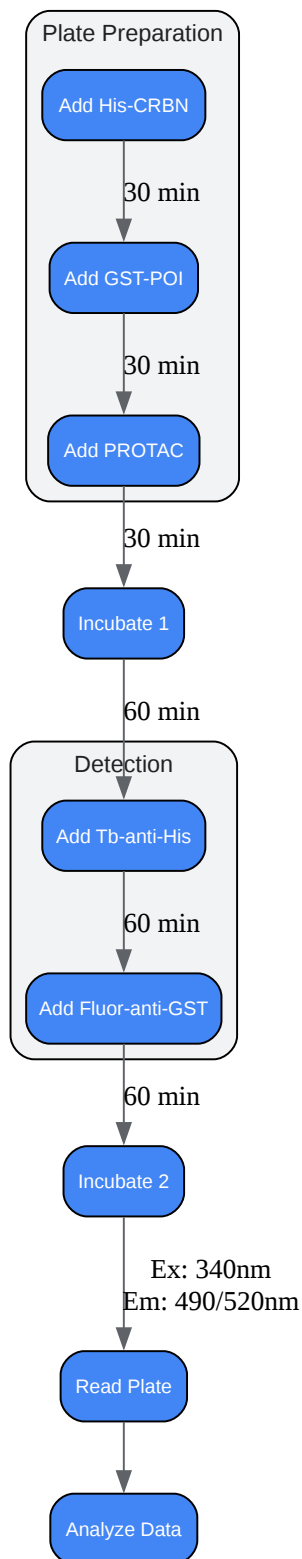 Plate Preparation
Add His-CRBN
30 min
Add GST-POI
30 min
Add PROTAC
30 min
Incubate 1
60 min
Detection
Add Tb-anti-His
60 min
Add Fluor-anti-GST
60 min
Incubate 2
Ex: 340nm
Em: 490/520nm
Read Plate
Analyze Data